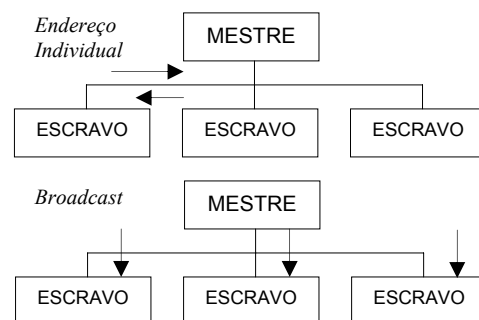 Endereço
Individual
MESTRE
ESCRAVO ESCRAVO ESCRAVO
Broadcast
MESTRE
ESCRAVO ESCRAVO ESCRAVO